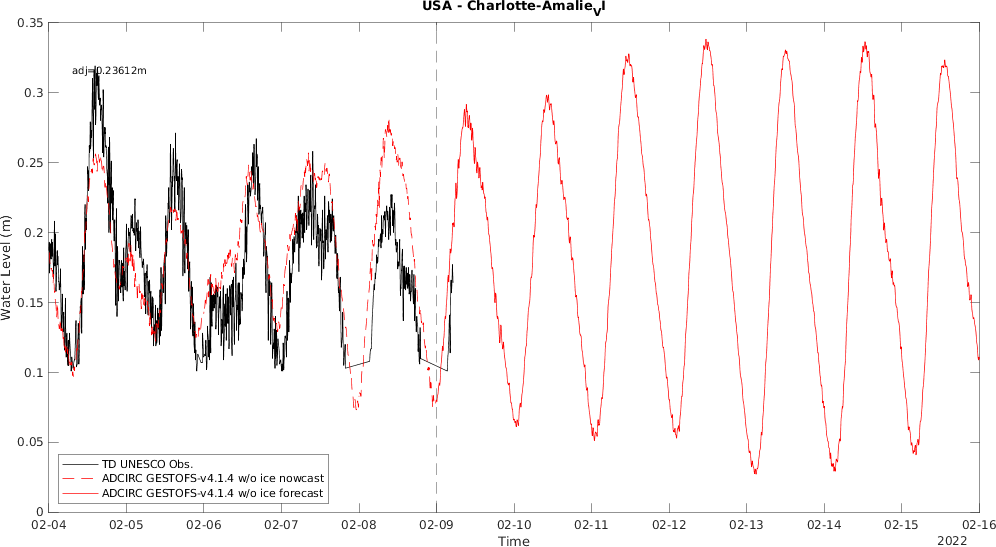 USA - Charlotte-AmalieVI
0.35
adj=0.23612m
0.3
0.25
0.2
Water Level (m)
0.15
0.1
0.05
0
TD UNESCO Obs.
ADCIRC GESTOFS-v4.1.4 w/o ice nowcast
ADCIRC GESTOFS-v4.1.4 w/o ice forecast
02-04 02-05 02-06 02-07 02-08 02-09 02-10 02-11 02-12 02-13 02-14 02-15 02-16
Time
2022